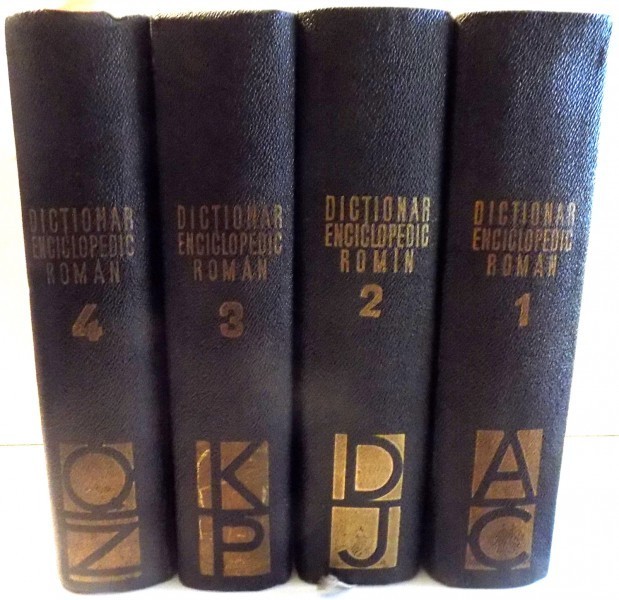 DICTIONAR
ENCICLOPEDIC
ROMAN
4
Q
Z
DICTIONAR
ENCICLOPEDIC
ROMAN
3
K
P
DICTIONAR
ENCICLOPEDIC
ROMIN
2
D
J
DICTIONAR
ENCICLOPEDIC
ROMAN
1
A
C